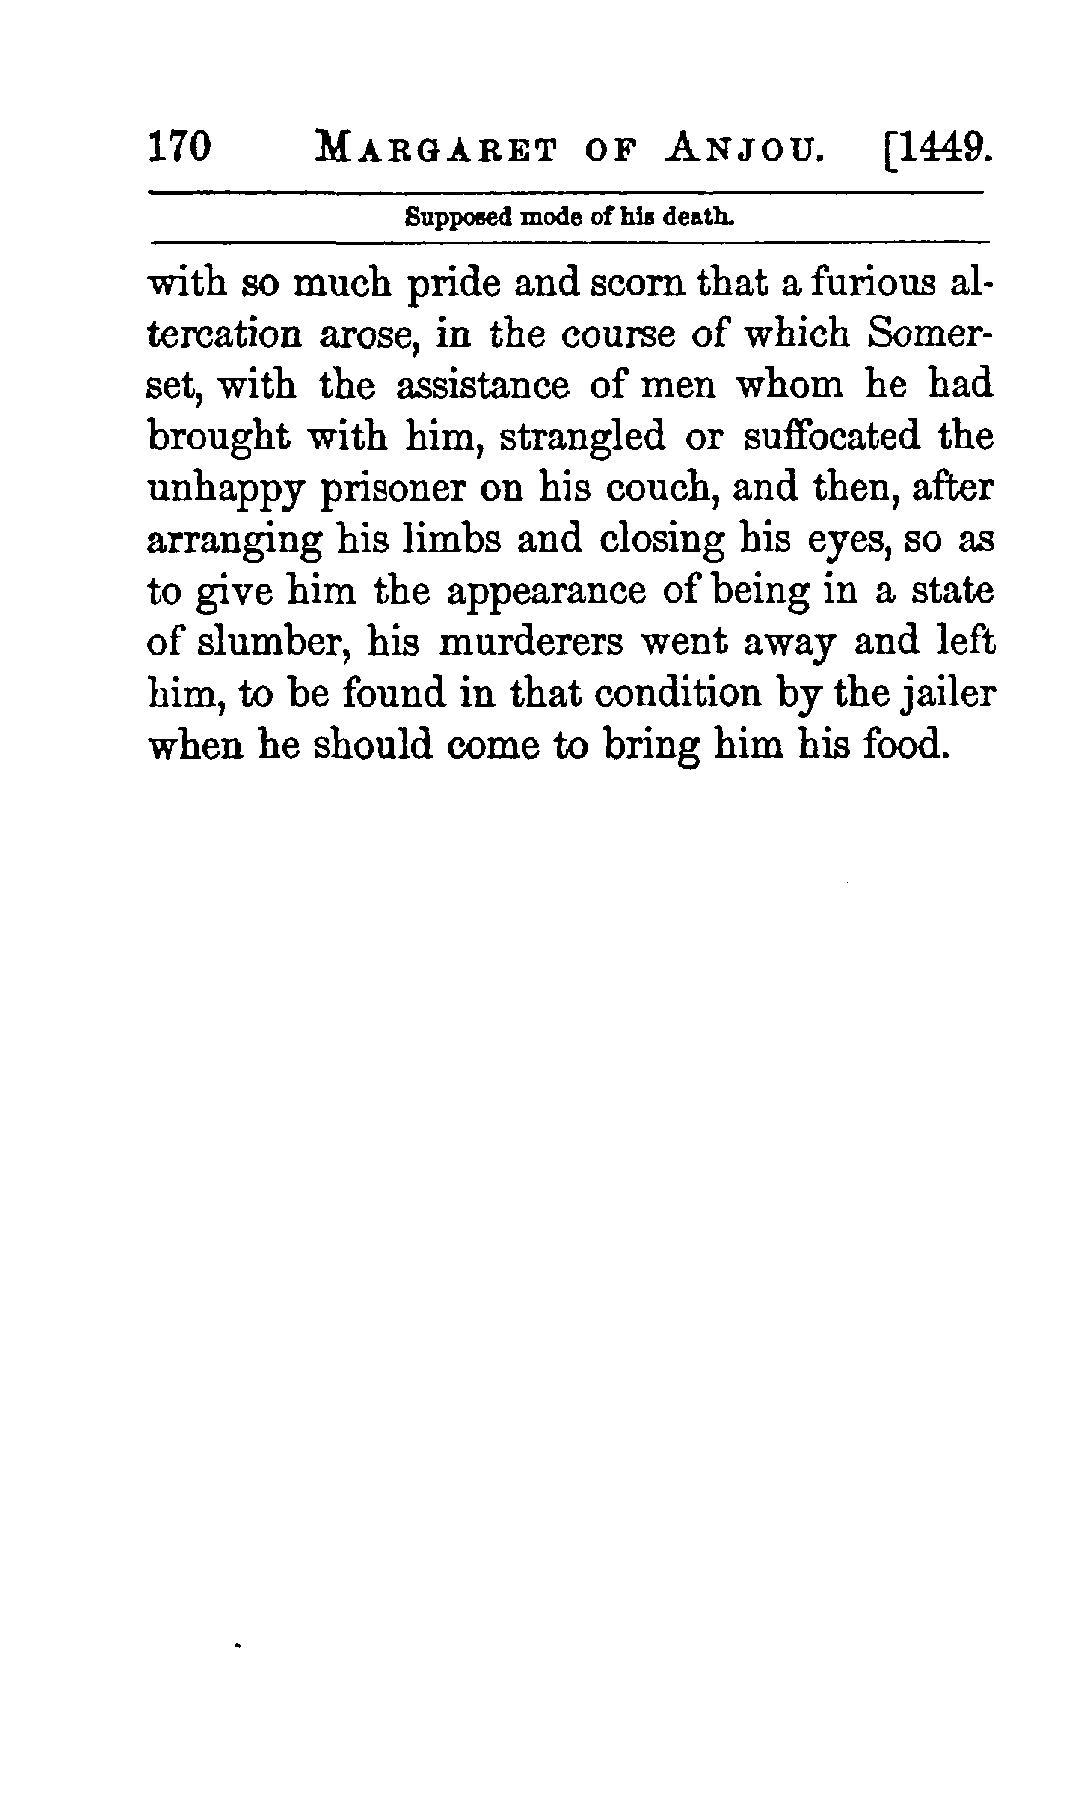 170 MARGARET OF ANJOU. [1449.
Supposed mode of his death.
with so much pride and scorn that a furious al-
tercation arose, in the course of which Somer-
set, with the assistance of men whom he had
brought with him, strangled or suffocated the
unhappy prisoner on his couch, and then, after
arranging his limbs and closing his eyes, so as
to give him the appearance of being in a state
of slumber, his murderers went away and left
him, to be found in that condition by the jailer
when he should come to bring him his food.